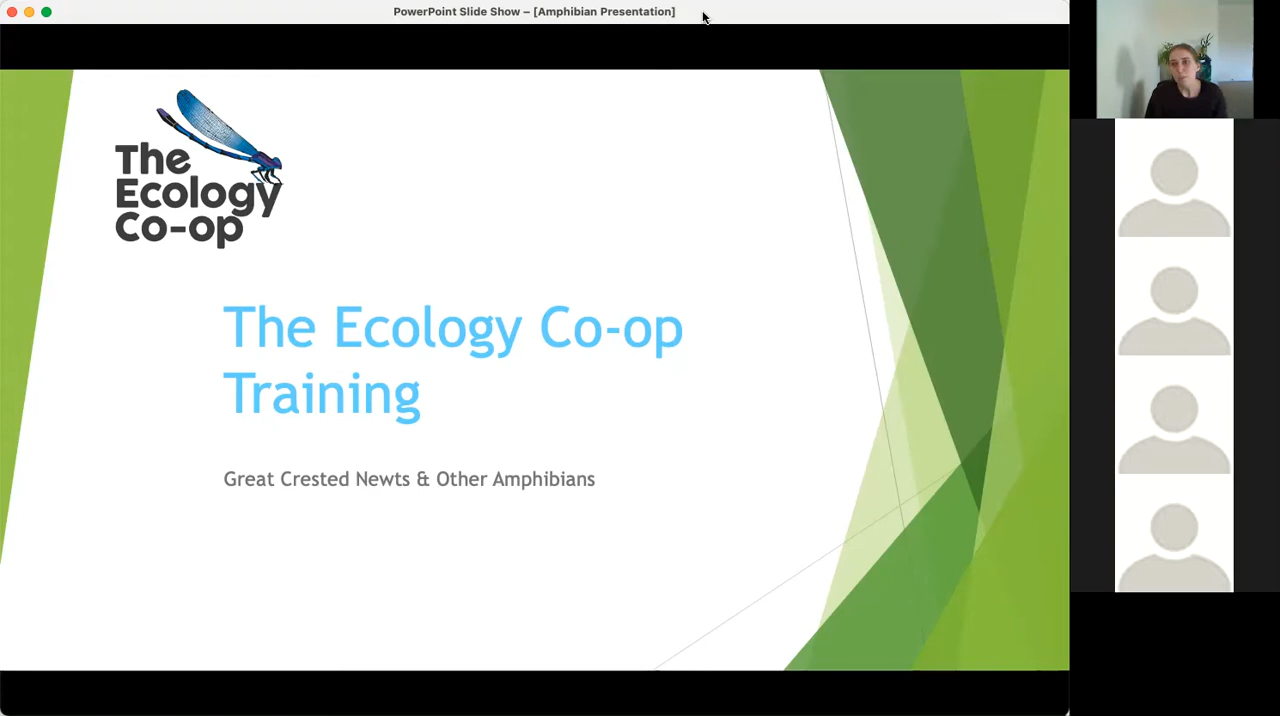 PowerPoint Slide Show – [Amphibian Presentation]
The
Ecology
Co-op
The Ecology Co-op
Training
Great Crested Newts & Other Amphibians